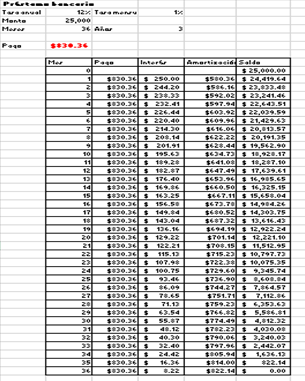 Préstamo bancario
Tasa anual 12% Tasa mensu 1%
Monto 25,000
Meses 36 Años 3
Pago $830.36
Mes Pago Interés Amortización Saldo
0 $ 25,000.00
1 $830.36 $ 250.00 $580.36 $ 24,419.64
2 $830.36 $ 244.20 $586.16 $ 23,833.48
3 $830.36 $ 238.33 $592.02 $ 23,241.46
4 $830.36 $ 232.41 $597.94 $ 22,643.51
5 $830.36 $ 226.44 $603.92 $ 22,039.59
6 $830.36 $ 220.40 $609.96 $ 21,429.63
7 $830.36 $ 214.30 $616.06 $ 20,813.57
8 $830.36 $ 208.14 $622.22 $ 20,191.35
9 $830.36 $ 201.91 $628.44 $ 19,562.90
10 $830.36 $ 195.63 $634.73 $ 18,928.17
11 $830.36 $ 189.28 $641.08 $ 18,287.10
12 $830.36 $ 182.87 $647.49 $ 17,639.61
13 $830.36 $ 176.40 $653.96 $ 16,985.65
14 $830.36 $ 169.86 $660.50 $ 16,325.15
15 $830.36 $ 163.25 $667.11 $ 15,658.04
16 $830.36 $ 156.58 $673.78 $ 14,984.26
17 $830.36 $ 149.84 $680.52 $ 14,303.75
18 $830.36 $ 143.04 $687.32 $ 13,616.43
19 $830.36 $ 136.16 $694.19 $ 12,922.24
20 $830.36 $ 129.22 $701.14 $ 12,221.10
21 $830.36 $ 122.21 $708.15 $ 11,512.95
22 $830.36 $ 115.13 $715.23 $ 10,797.73
23 $830.36 $ 107.98 $722.38 $ 10,075.35
24 $830.36 $ 100.75 $729.60 $ 9,345.74
25 $830.36 $ 93.46 $736.90 $ 8,608.84
26 $830.36 $ 86.09 $744.27 $ 7,864.57
27 $830.36 $ 78.65 $751.71 $ 7,112.86
28 $830.36 $ 71.13 $759.23 $ 6,353.63
29 $830.36 $ 63.54 $766.82 $ 5,586.81
30 $830.36 $ 55.87 $774.49 $ 4,812.32
31 $830.36 $ 48.12 $782.23 $ 4,030.08
32 $830.36 $ 40.30 $790.06 $ 3,240.03
33 $830.36 $ 32.40 $797.96 $ 2,442.07
34 $830.36 $ 24.42 $805.94 $ 1,636.13
35 $830.36 $ 16.36 $814.00 $ 822.14
36 $830.36 $ 8.22 $822.14 $ 0.00